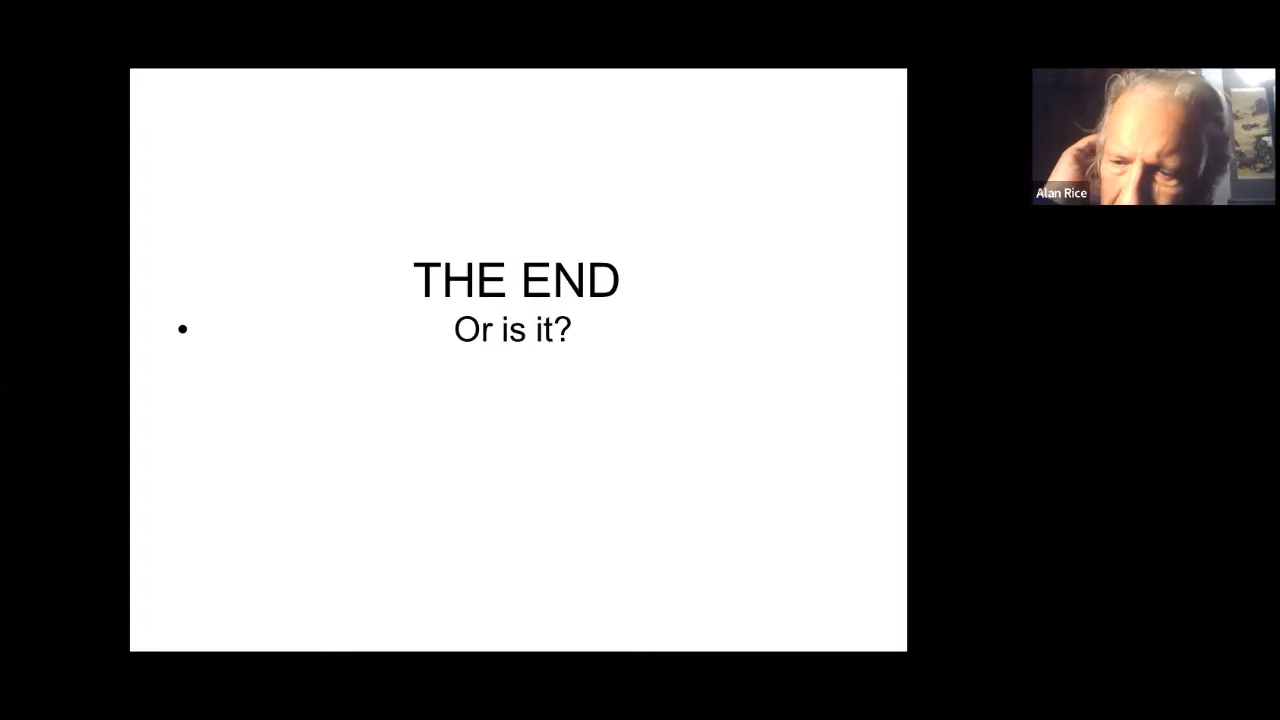 THE END
• Or is it?
Alan Rice